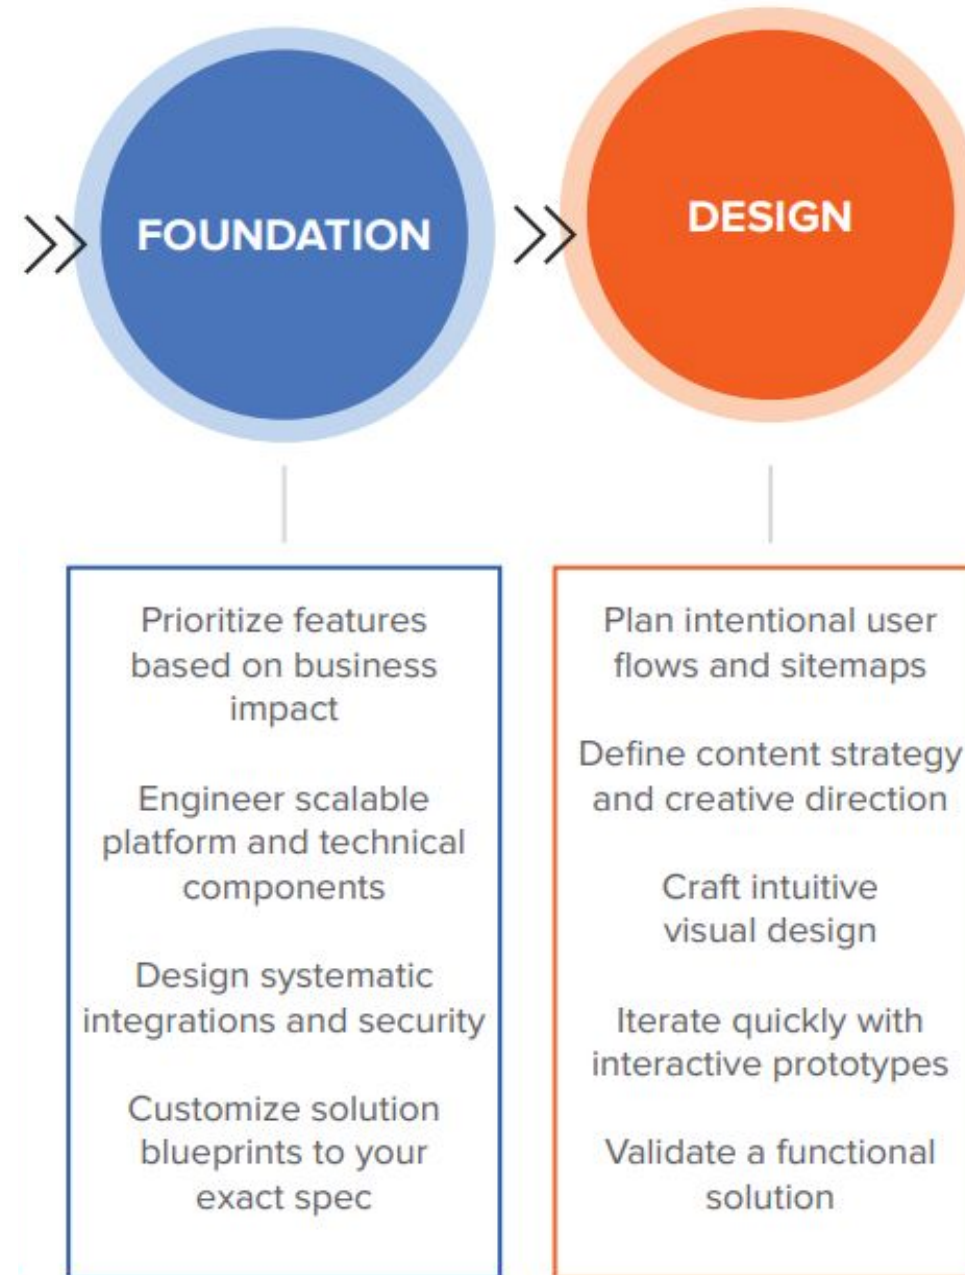 FOUNDATION
Prioritize features
based on business
impact
Engineer scalable
platform and technical
components
Design systematic
integrations and security
Customize solution
blueprints to your
exact spec
DESIGN
Plan intentional user
flows and sitemaps
Define content strategy
and creative direction
Craft intuitive
visual design
Iterate quickly with
interactive prototypes
Validate a functional
solution